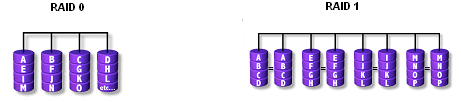 RAID 0
A E I M
B F J N
C G K O
D H L etc...
RAID 1
A B C D
=
A B C D
E F G H
=
E F G H
I J K L
=
I J K L
M N O P
=
M N O P